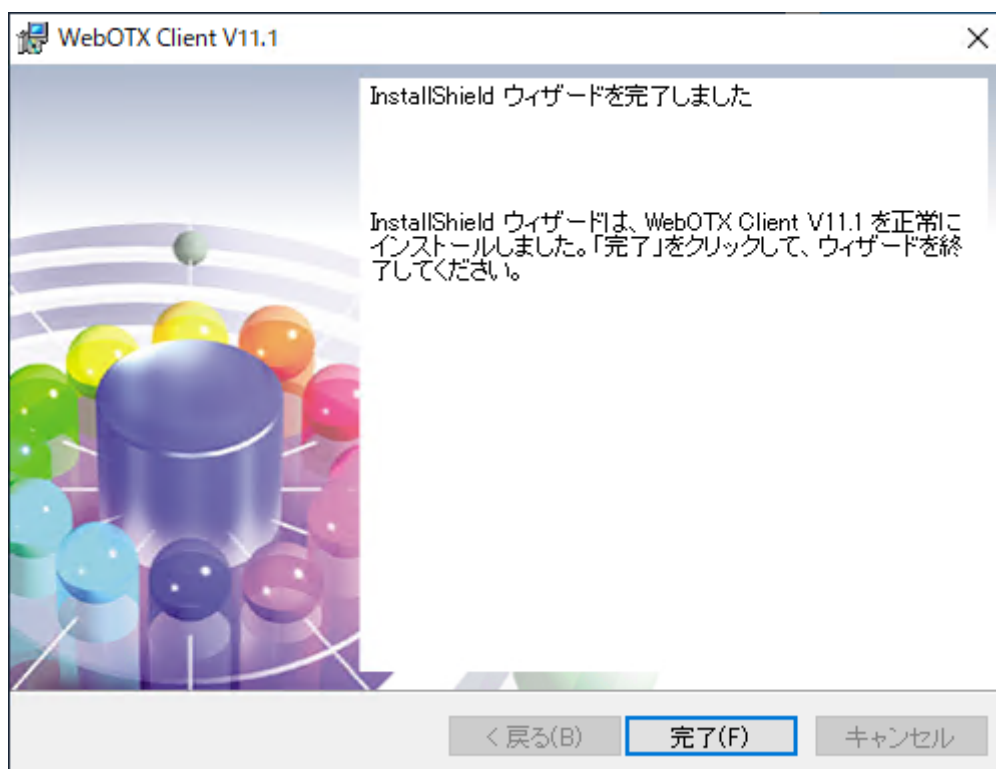 WebOTX Client V11.1
InstallShield ウィザードを完了しました
InstallShield ウィザードは、WebOTX Client V11.1 を正常に
インストールしました。「完了」をクリックして、ウィザードを終
了してください。
< 戻る(B)
完了(F)
キャンセル